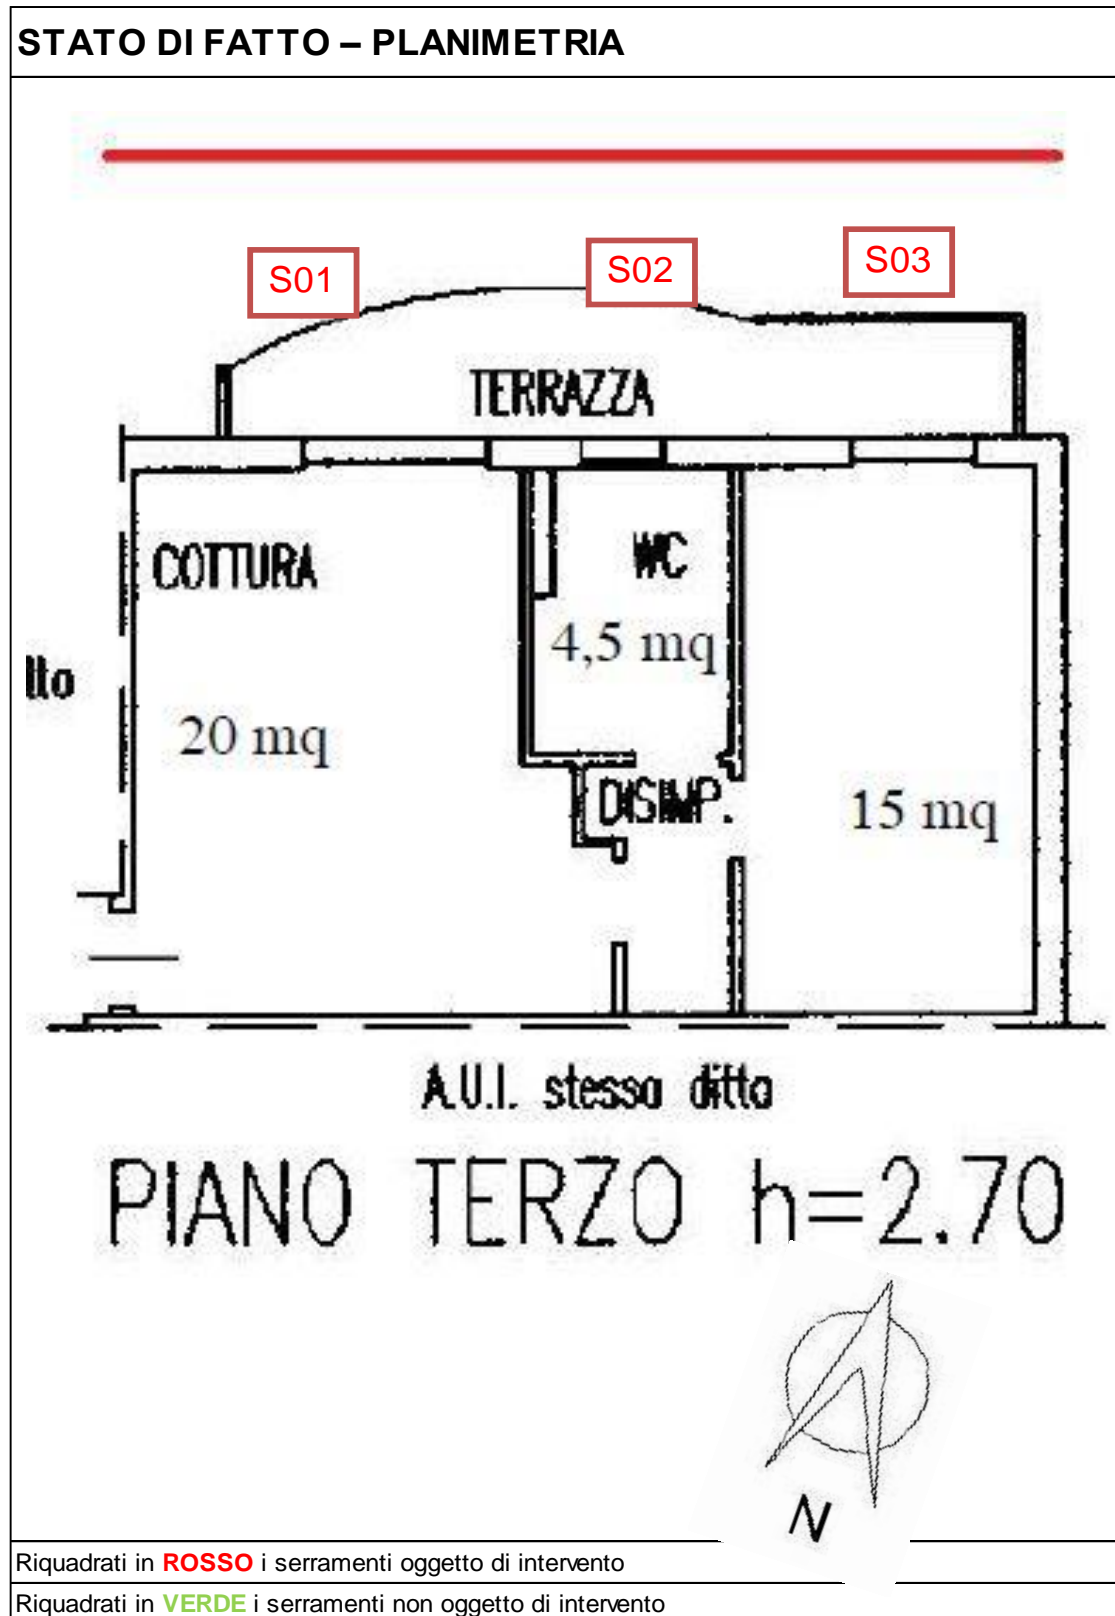 STATO DI FATTO – PLANIMETRIA
S01 S02 S03
TERRAZZA
COTTURA WC
4,5 mq
20 mq
DISIMP.
15 mq
A.U.I. stessa ditta
PIANO TERZO h=2.70
N
Riquadrati in ROSSO i serramenti oggetto di intervento
Riquadrati in VERDE i serramenti non oggetto di intervento